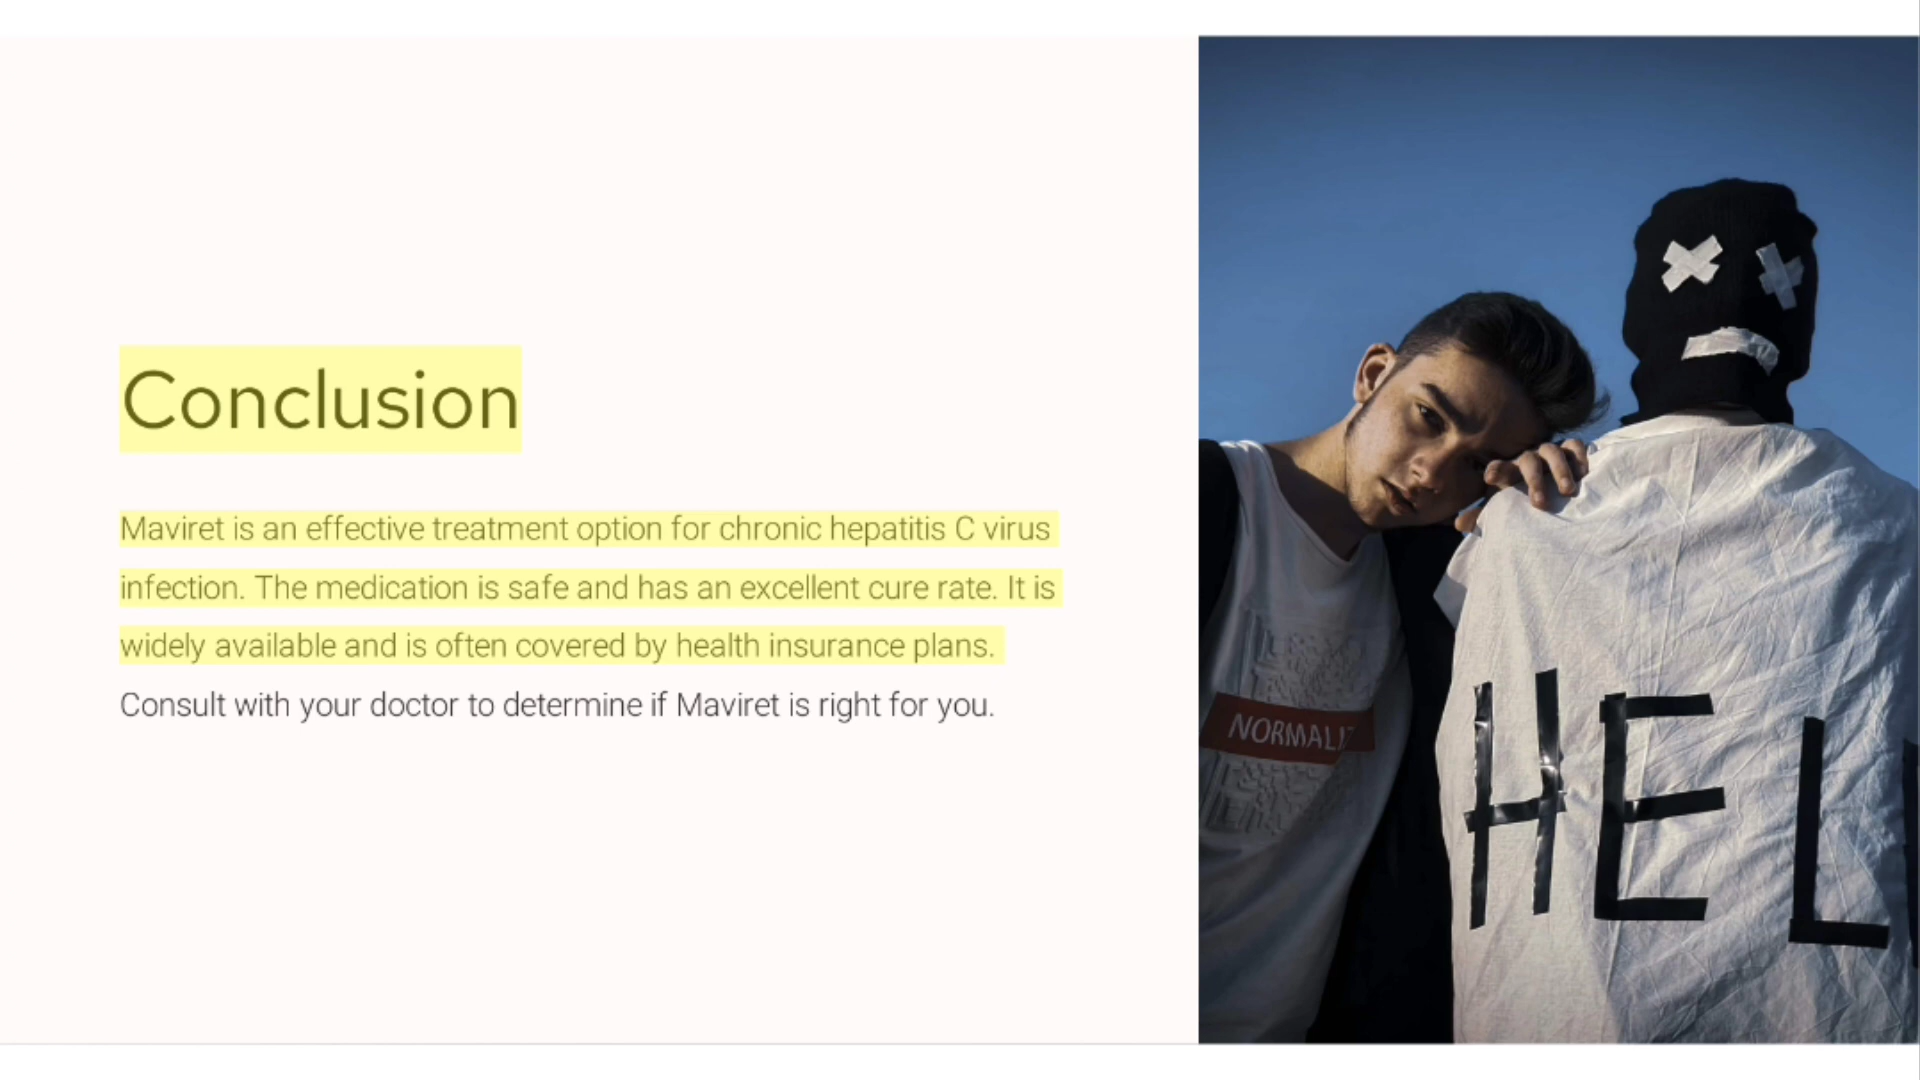 Conclusion
Maviret is an effective treatment option for chronic hepatitis C virus
infection. The medication is safe and has an excellent cure rate. It is
widely available and is often covered by health insurance plans.
Consult with your doctor to determine if Maviret is right for you.
NORMALI
HEL